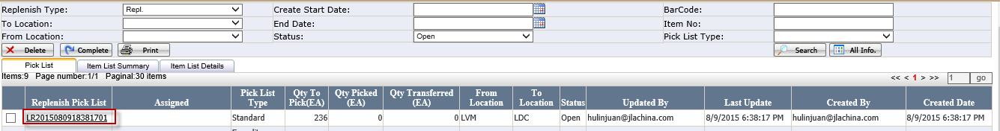 Replenish Type: Repl. Create Start Date: BarCode:
To Location: End Date: Item No:
From Location: Status: Open Pick List Type:
Delete Complete Print Search All Info.
Pick List Item List Summary Item List Details
Items:9 Page number:1/1 Paginal:30 items << < 1 > >> 1 go
Replenish Pick List Assigned Pick List Type Qty To Pick(EA) Qty Picked (EA) Qty Transferred (EA) From Location To Location Status Updated By Last Update Created By Created Date
LR2015080918381701 Standard 236 0 0 LVM LDC Open hulinjuan@jlachina.com 8/9/2015 6:38:17 PM hulinjuan@jlachina.com 8/9/2015 6:38:17 PM